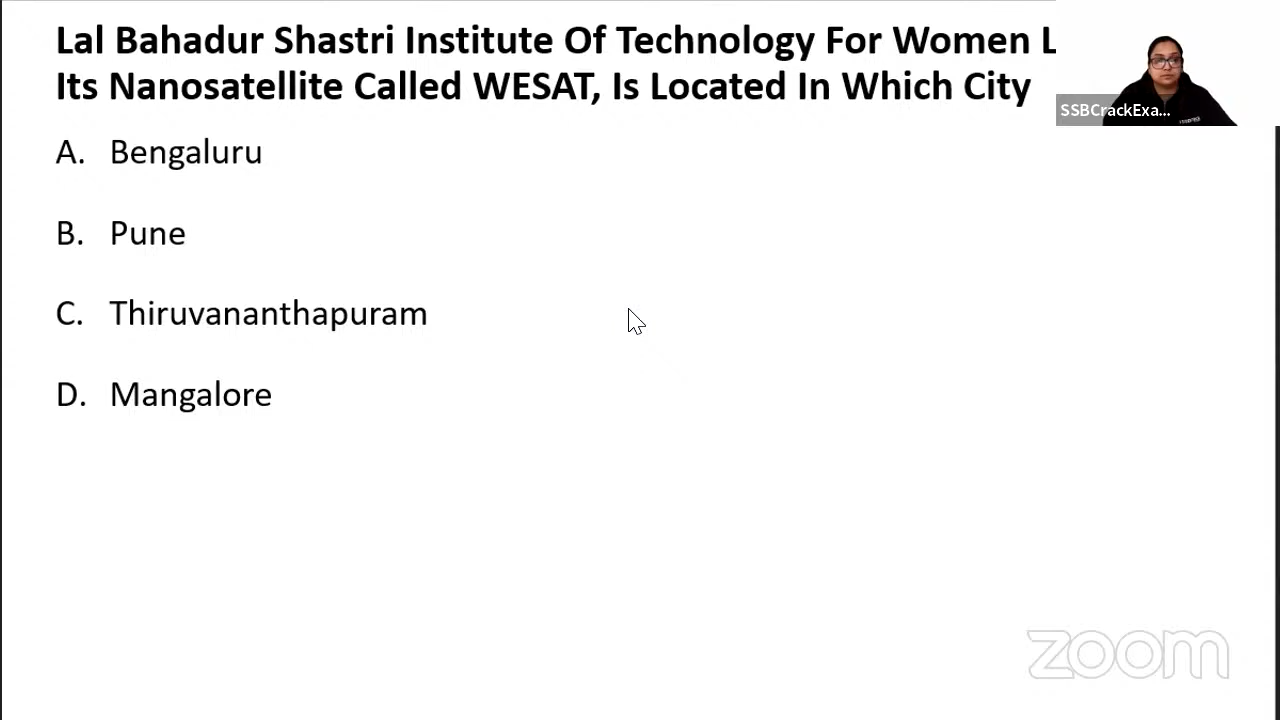 Lal Bahadur Shastri Institute Of Technology For Women L
Its Nanosatellite Called WESAT, Is Located In Which City
SSBCrackExa...
A. Bengaluru
B. Pune
C. Thiruvananthapuram
D. Mangalore
zoom